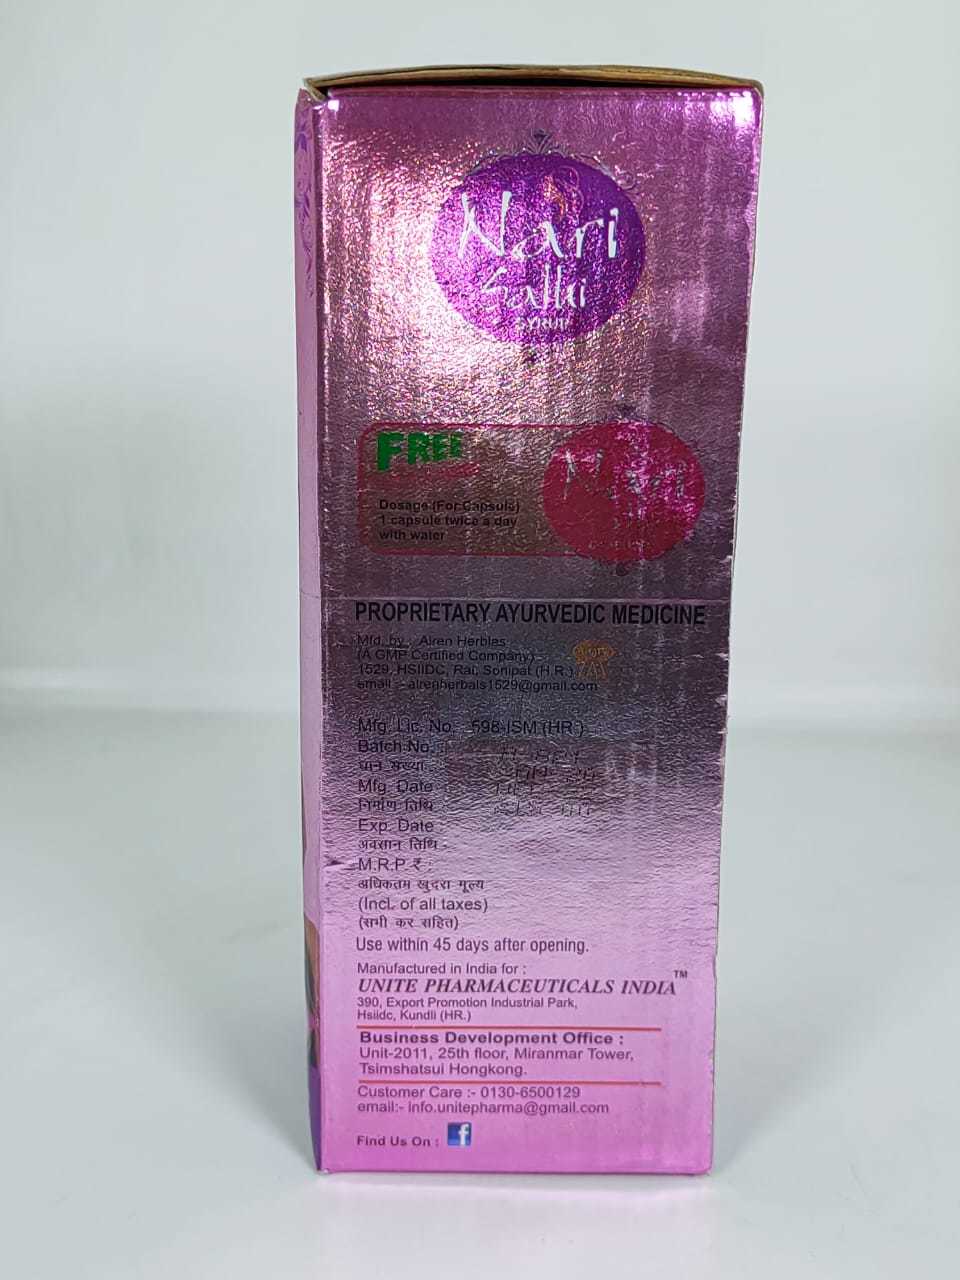 Nari
Sathi
SYRUP
FREE
Nari
Dosage (For Capsule)
1 capsule twice a day
with water
PROPRIETARY AYURVEDIC MEDICINE
Mfd. by : Airen Herblas
(A GMP Certified Company)
1529, HSIIDC, Rai, Sonipat (H.R.)
email :- airenherbals1529@gmail.com
Mfg. Lic. No. 598-ISM (HR.)
Batch No. :
घान संख्या
Mfg. Date :
निर्माण तिथि :
Exp. Date :
अवसान तिथि :
M.R.P ₹ :
अधिकतम खुदरा मूल्य
(Incl. of all taxes)
(सभी कर सहित)
Use within 45 days after opening.
Manufactured in India for :
UNITE PHARMACEUTICALS INDIA™
390, Export Promotion Industrial Park,
Hsiidc, Kundli (HR.)
Business Development Office :
Unit-2011, 25th floor, Miranmar Tower,
Tsimshatsui Hongkong.
Customer Care :- 0130-6500129
email:- info.unitepharma@gmail.com
Find Us On : f